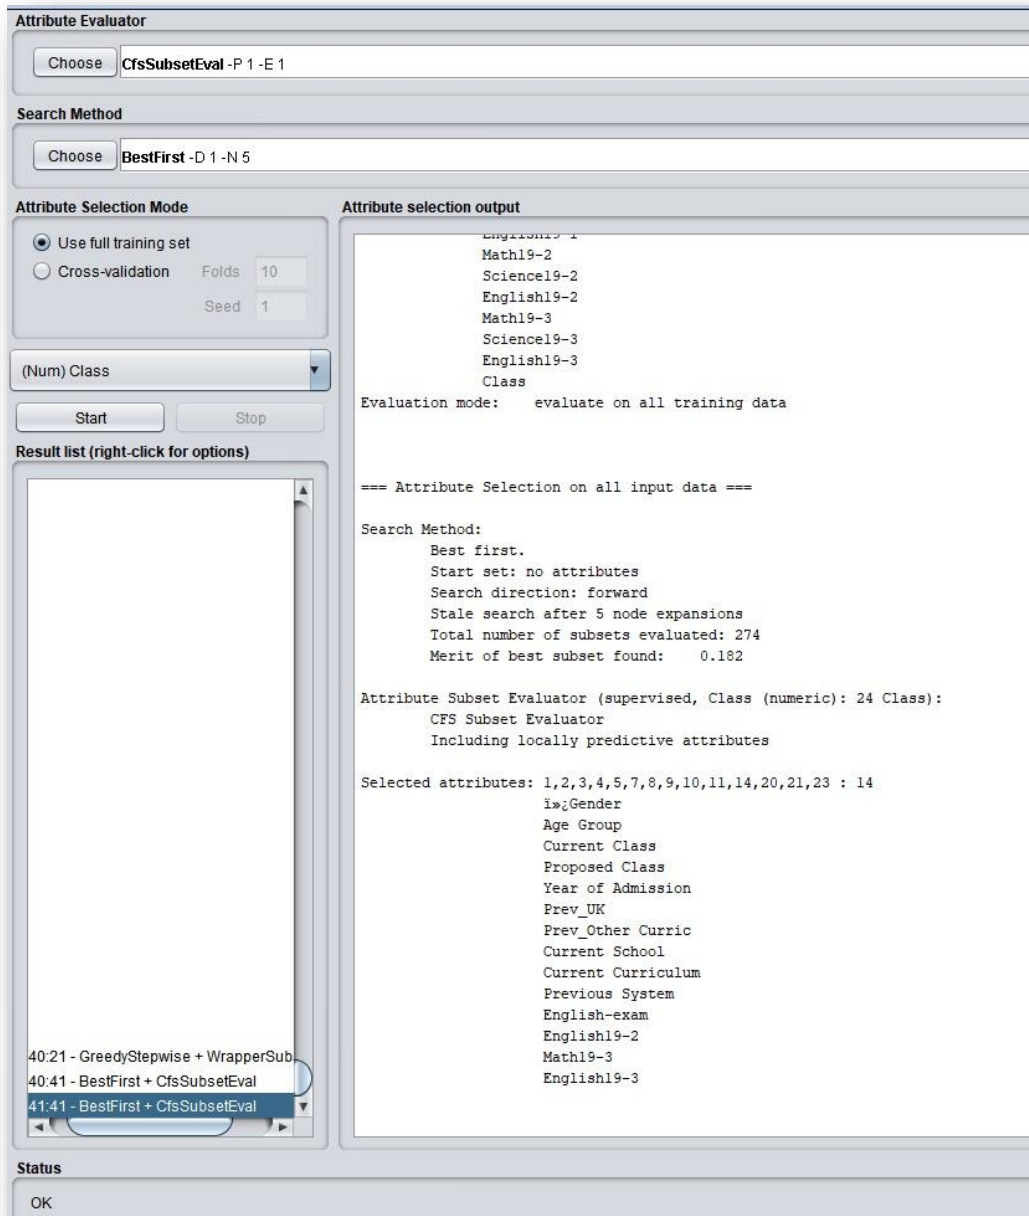 Attribute Evaluator
Choose CfsSubsetEval -P 1 -E 1
Search Method
Choose BestFirst -D 1 -N 5
Attribute Selection Mode
Use full training set
Cross-validation Folds 10
Seed 1
(Num) Class
Start Stop
Result list (right-click for options)
40:21 - GreedyStepwise + WrapperSub
40:41 - BestFirst + CfsSubsetEval
41:41 - BestFirst + CfsSubsetEval
Attribute selection output
English19-1
Math19-2
Science19-2
English19-2
Math19-3
Science19-3
English19-3
Class
Evaluation mode: evaluate on all training data
=== Attribute Selection on all input data ===
Search Method:
Best first.
Start set: no attributes
Search direction: forward
Stale search after 5 node expansions
Total number of subsets evaluated: 274
Merit of best subset found: 0.182
Attribute Subset Evaluator (supervised, Class (numeric): 24 Class):
CFS Subset Evaluator
Including locally predictive attributes
Selected attributes: 1,2,3,4,5,7,8,9,10,11,14,20,21,23 : 14
ï»¿Gender
Age Group
Current Class
Proposed Class
Year of Admission
Prev_UK
Prev_Other Curric
Current School
Current Curriculum
Previous System
English-exam
English19-2
Math19-3
English19-3
Status
OK